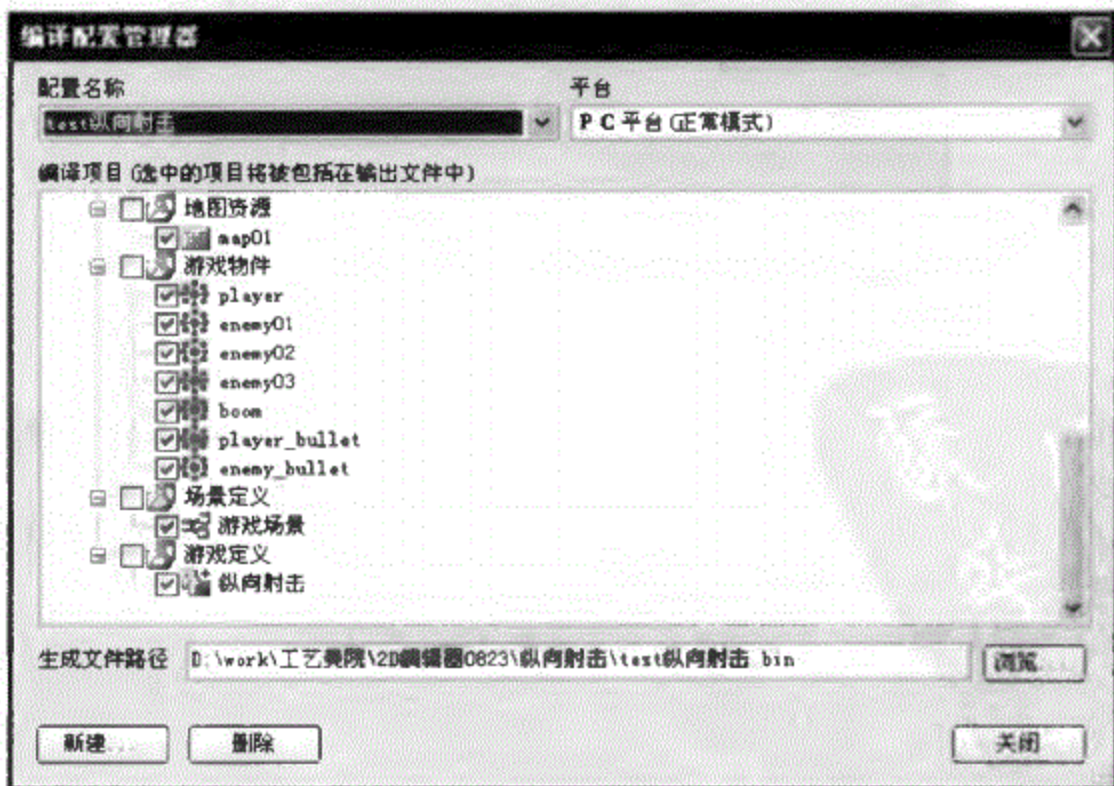 编译配置管理器
配置名称
平台
test纵向射击
PC平台(正常模式)
编译项目(选中的项目将被包括在输出文件中)
地图资源
map01
游戏物件
player
enemy01
enemy02
enemy03
boom
player_bullet
enemy_bullet
场景定义
游戏场景
游戏定义
纵向射击
生成文件路径
D:\work\工艺美院\2D编辑器0823\纵向射击\test纵向射击.bin
浏览...
新建...
删除
关闭